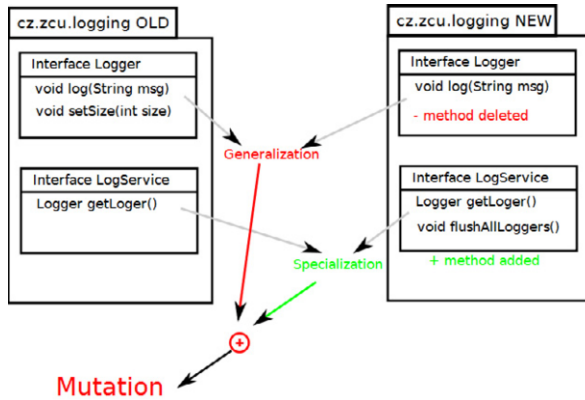 cz.zcu.logging OLD
Interface Logger
void log(String msg)
void setSize(int size)
Interface LogService
Logger getLoger()
cz.zcu.logging NEW
Interface Logger
void log(String msg)
- method deleted
Interface LogService
Logger getLoger()
void flushAllLoggers()
+ method added
Generalization
Specialization
+
Mutation